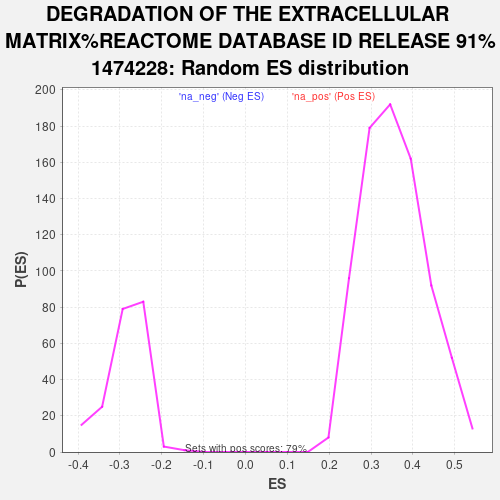 DEGRADATION OF THE EXTRACELLULAR
MATRIX%REACTOME DATABASE ID RELEASE 91%
1474228: Random ES distribution
'na_neg' (Neg ES) 'na_pos' (Pos ES)
200
180
160
140
120
100
80
60
40
20
0
P(ES)
Sets with pos scores: 79%
-0.4 -0.3 -0.2 -0.1 0.0 0.1 0.2 0.3 0.4 0.5
ES